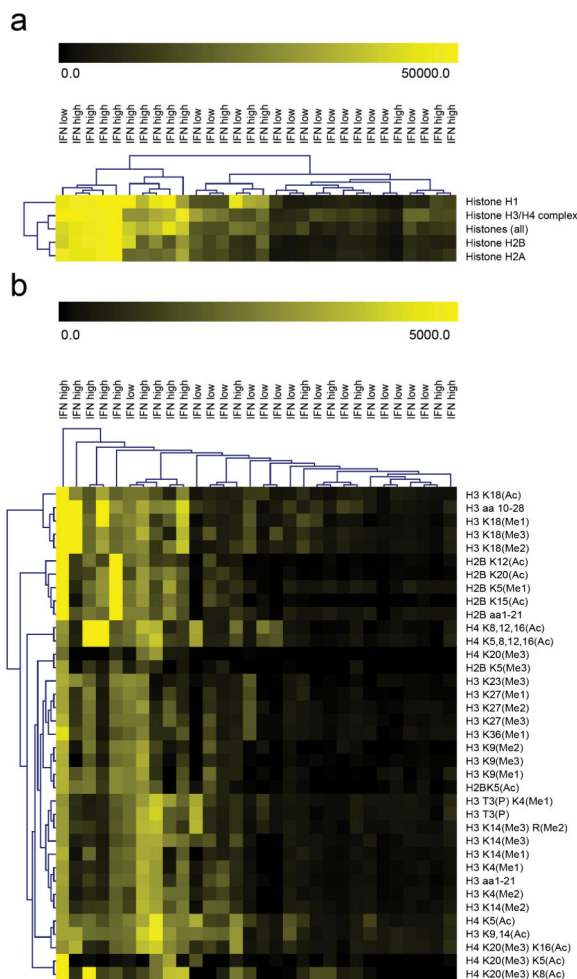 a
0.0 50000.0
IFN low IFN high IFN high IFN high IFN high IFN high IFN high IFN high IFN high IFN high IFN low IFN low IFN high IFN low IFN high IFN high IFN low IFN low IFN low IFN low IFN low IFN low IFN low IFN low IFN low IFN high IFN low IFN low IFN high IFN high
Histone H1
Histone H3/H4 complex
Histones (all)
Histone H2B
Histone H2A
b
0.0 5000.0
IFN high IFN high IFN high IFN high IFN high IFN low IFN high IFN high IFN high IFN high IFN low IFN low IFN low IFN high IFN low IFN low IFN low IFN low IFN high IFN low IFN low IFN low IFN high IFN low IFN low IFN low IFN low IFN low IFN high IFN high
H3 K18(Ac)
H3 aa 10-28
H3 K18(Me1)
H3 K18(Me3)
H3 K18(Me2)
H2B K12(Ac)
H2B K20(Ac)
H2B K5(Me1)
H2B K15(Ac)
H2B aa1-21
H4 K8,12,16(Ac)
H4 K5,8,12,16(Ac)
H4 K20(Me3)
H2B K5(Me3)
H3 K23(Me3)
H3 K27(Me1)
H3 K27(Me2)
H3 K27(Me3)
H3 K36(Me1)
H3 K9(Me2)
H3 K9(Me3)
H3 K9(Me1)
H2BK5(Ac)
H3 T3(P) K4(Me1)
H3 T3(P)
H3 K14(Me3) R(Me2)
H3 K14(Me3)
H3 K14(Me1)
H3 K4(Me1)
H3 aa1-21
H3 K4(Me2)
H3 K14(Me2)
H4 K5(Ac)
H3 K9,14(Ac)
H4 K20(Me3) K16(Ac)
H4 K20(Me3) K5(Ac)
H4 K20(Me3) K8(Ac)